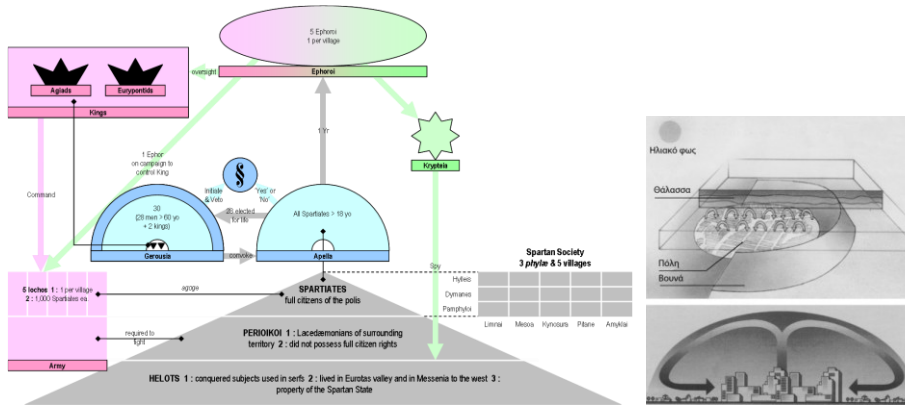 5 Ephoroi
1 per village
Ephoroi
oversight
Agiads
Eurypontids
Kings
1 Yr
Krypteia
1 Ephor
on campaign to
control King
Command
§
Initiate
& Veto
'Yes' or
'No'
30
(28 men > 60 yo
+ 2 kings)
28 elected
for life
All Spartiates > 18 yo
Gerousia
convoke
Apella
Spy
Spartan Society
3 phylæ & 5 villages
Hylleis
Dymanes
Pamphyloi
Limnai
Mesoa
Kynosura
Pitane
Amyklai
5 lochos 1 : 1 per village
2 : 1,000 Spartiates ea
agoge
SPARTIATES
full citizens of the polis
required to
fight
PERIOIKOI 1 : Lacedæmonians of surrounding
territory 2 : did not possess full citizen rights
Army
HELOTS 1 : conquered subjects used in serfs 2 : lived in Eurotas valley and in Messenia to the west 3 :
property of the Spartan State
Ηλιακό φως
Θάλασσα
Πόλη
Βουνά